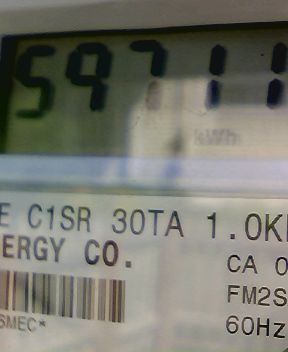 59711
kWh
E C1SR 30TA 1.0K
ERGY CO.
CA 0
FM2S
SMEC*
60Hz